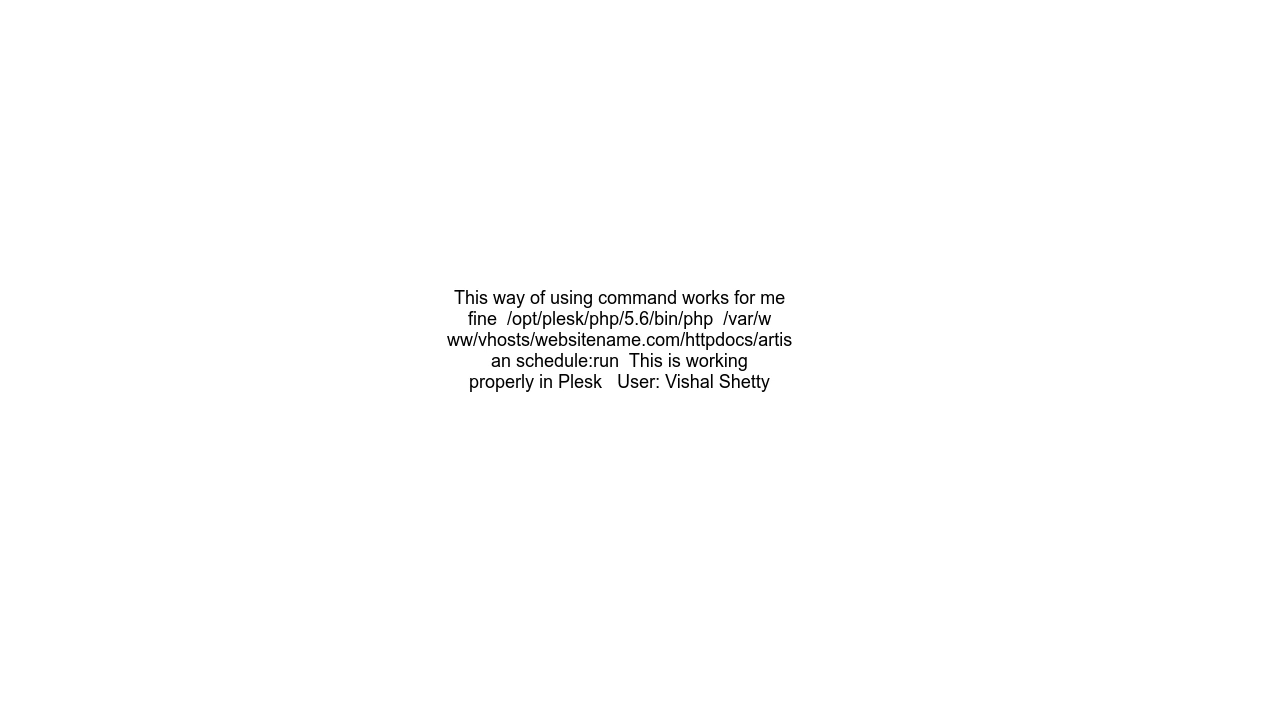 This way of using command works for me
fine  /opt/plesk/php/5.6/bin/php  /var/w
ww/vhosts/websitename.com/httpdocs/artis
an schedule:run  This is working
properly in Plesk   User: Vishal Shetty